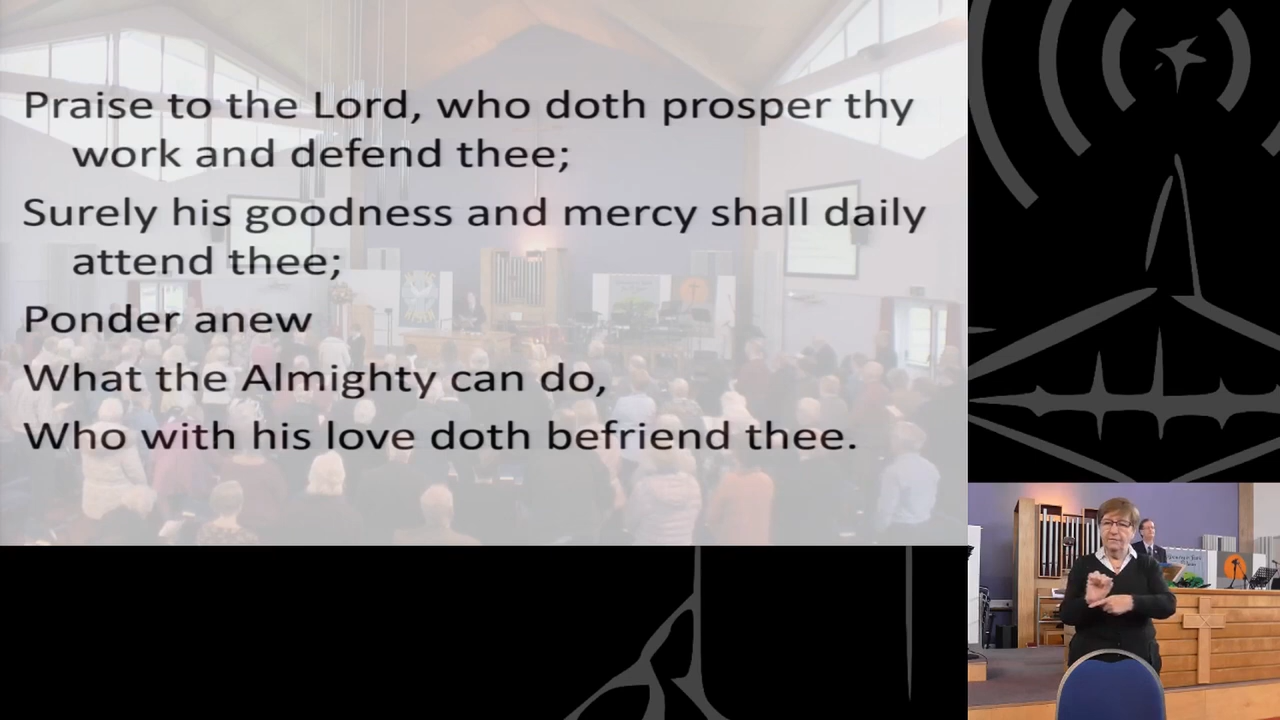 Praise to the Lord, who doth prosper thy
work and defend thee;
Surely his goodness and mercy shall daily
attend thee;
Ponder anew
What the Almighty can do,
Who with his love doth befriend thee.